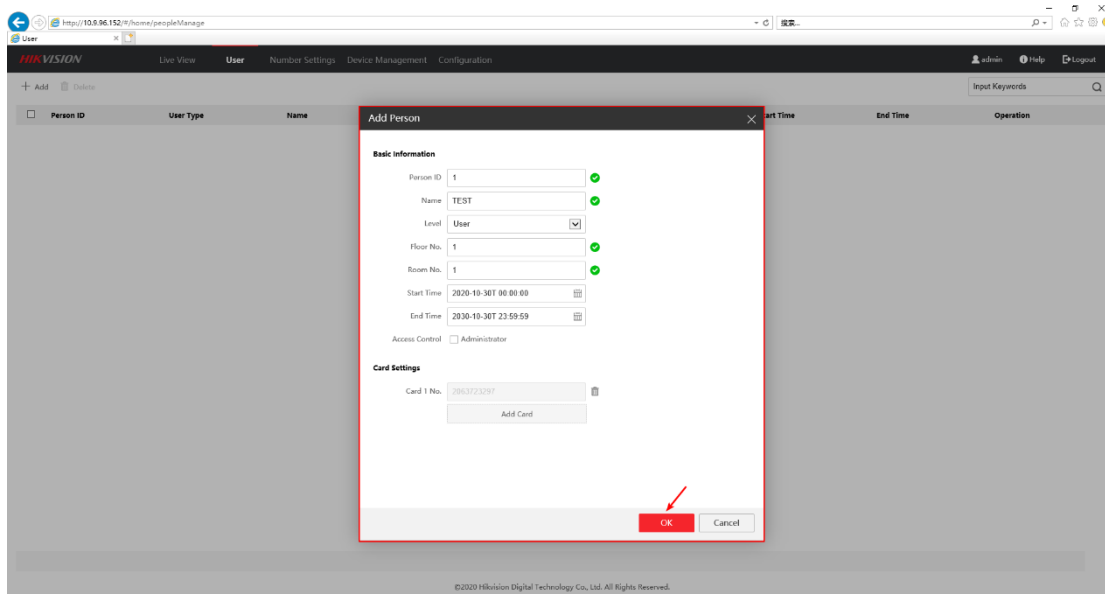 http://10.9.96.152/#/home/peopleManage
搜索...
User
HIKVISION Live View User Number Settings Device Management Configuration admin Help Logout
Add Delete Input Keywords
Person ID User Type Name art Time End Time Operation
Add Person
Basic Information
Person ID 1
Name TEST
Level User
Floor No. 1
Room No. 1
Start Time 2020-10-30T 00:00:00
End Time 2030-10-30T 23:59:59
Access Control Administrator
Card Settings
Card 1 No. 2063723297
Add Card
OK Cancel
©2020 Hikvision Digital Technology Co., Ltd. All Rights Reserved.